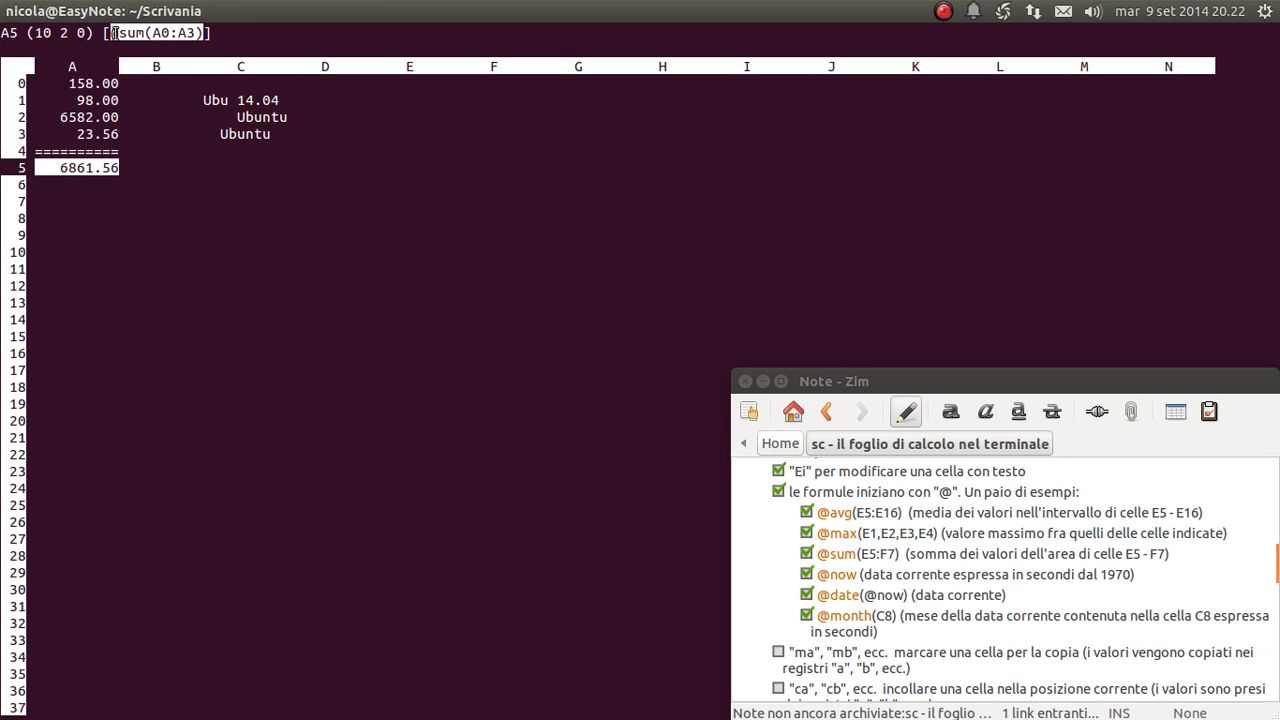 nicola@EasyNote: ~/Scrivania
mar 9 set 2014 20.22
A5 (10 2 0) [@sum(A0:A3)]
A B C D E F G H I J K L M N
0 158.00
1 98.00 Ubu 14.04
2 6582.00 Ubuntu
3 23.56 Ubuntu
4 ==========
5 6861.56
6
7
8
9
10
11
12
13
14
15
16
17
18
19
20
21
22
23
24
25
26
27
28
29
30
31
32
33
34
35
36
37
Note - Zim
Home sc - il foglio di calcolo nel terminale
"Ei" per modificare una cella con testo
le formule iniziano con "@". Un paio di esempi:
@avg(E5:E16) (media dei valori nell'intervallo di celle E5 - E16)
@max(E1,E2,E3,E4) (valore massimo fra quelli delle celle indicate)
@sum(E5:F7) (somma dei valori dell'area di celle E5 - F7)
@now (data corrente espressa in secondi dal 1970)
@date(@now) (data corrente)
@month(C8) (mese della data corrente contenuta nella cella C8 espressa
in secondi)
"ma", "mb", ecc. marcare una cella per la copia (i valori vengono copiati nei
registri "a", "b", ecc.)
"ca", "cb", ecc. incollare una cella nella posizione corrente (i valori sono presi
Note non ancora archiviate:sc - il foglio ... 1 link entranti... INS None